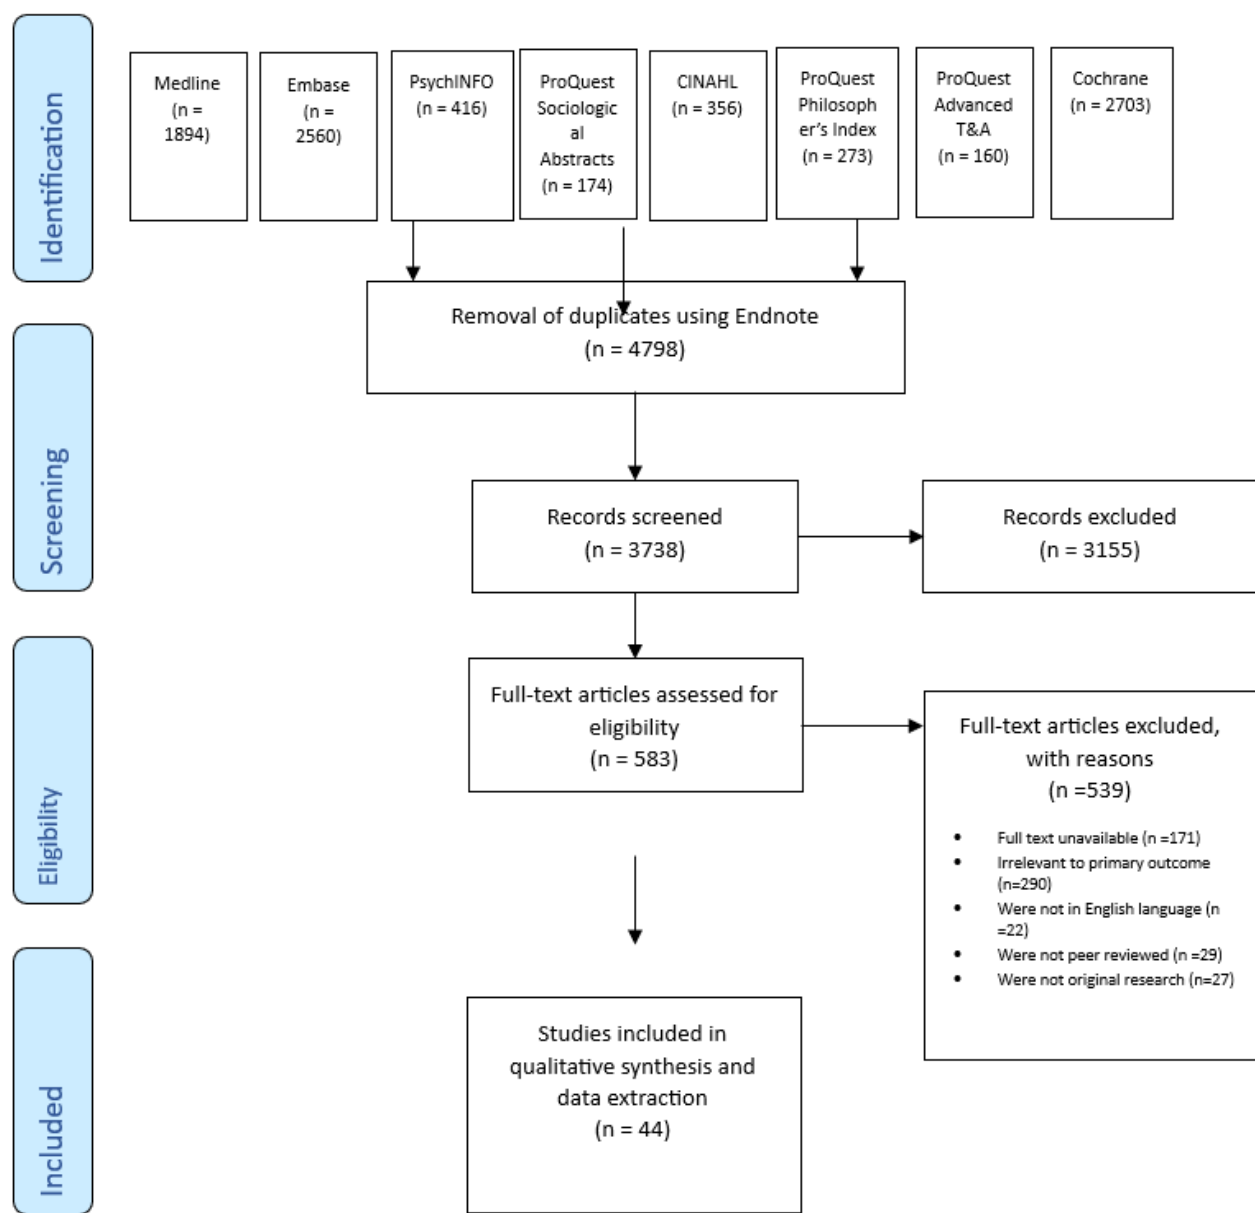 Identification
Medline
(n =
1894)
Embase
(n =
2560)
PsychINFO
(n = 416)
ProQuest
Sociologic
al
Abstracts
(n = 174)
CINAHL
(n = 356)
ProQuest
Philosoph
er’s Index
(n = 273)
ProQuest
Advanced
T&A
(n = 160)
Cochrane
(n = 2703)
Removal of duplicates using Endnote
(n = 4798)
Screening
Records screened
(n = 3738)
Records excluded
(n = 3155)
Eligibility
Full-text articles assessed for
eligibility
(n = 583)
Full-text articles excluded,
with reasons
(n =539)
• Full text unavailable (n =171)
• Irrelevant to primary outcome
(n=290)
• Were not in English language (n
=22)
• Were not peer reviewed (n =29)
• Were not original research (n=27)
Included
Studies included in
qualitative synthesis and
data extraction
(n = 44)